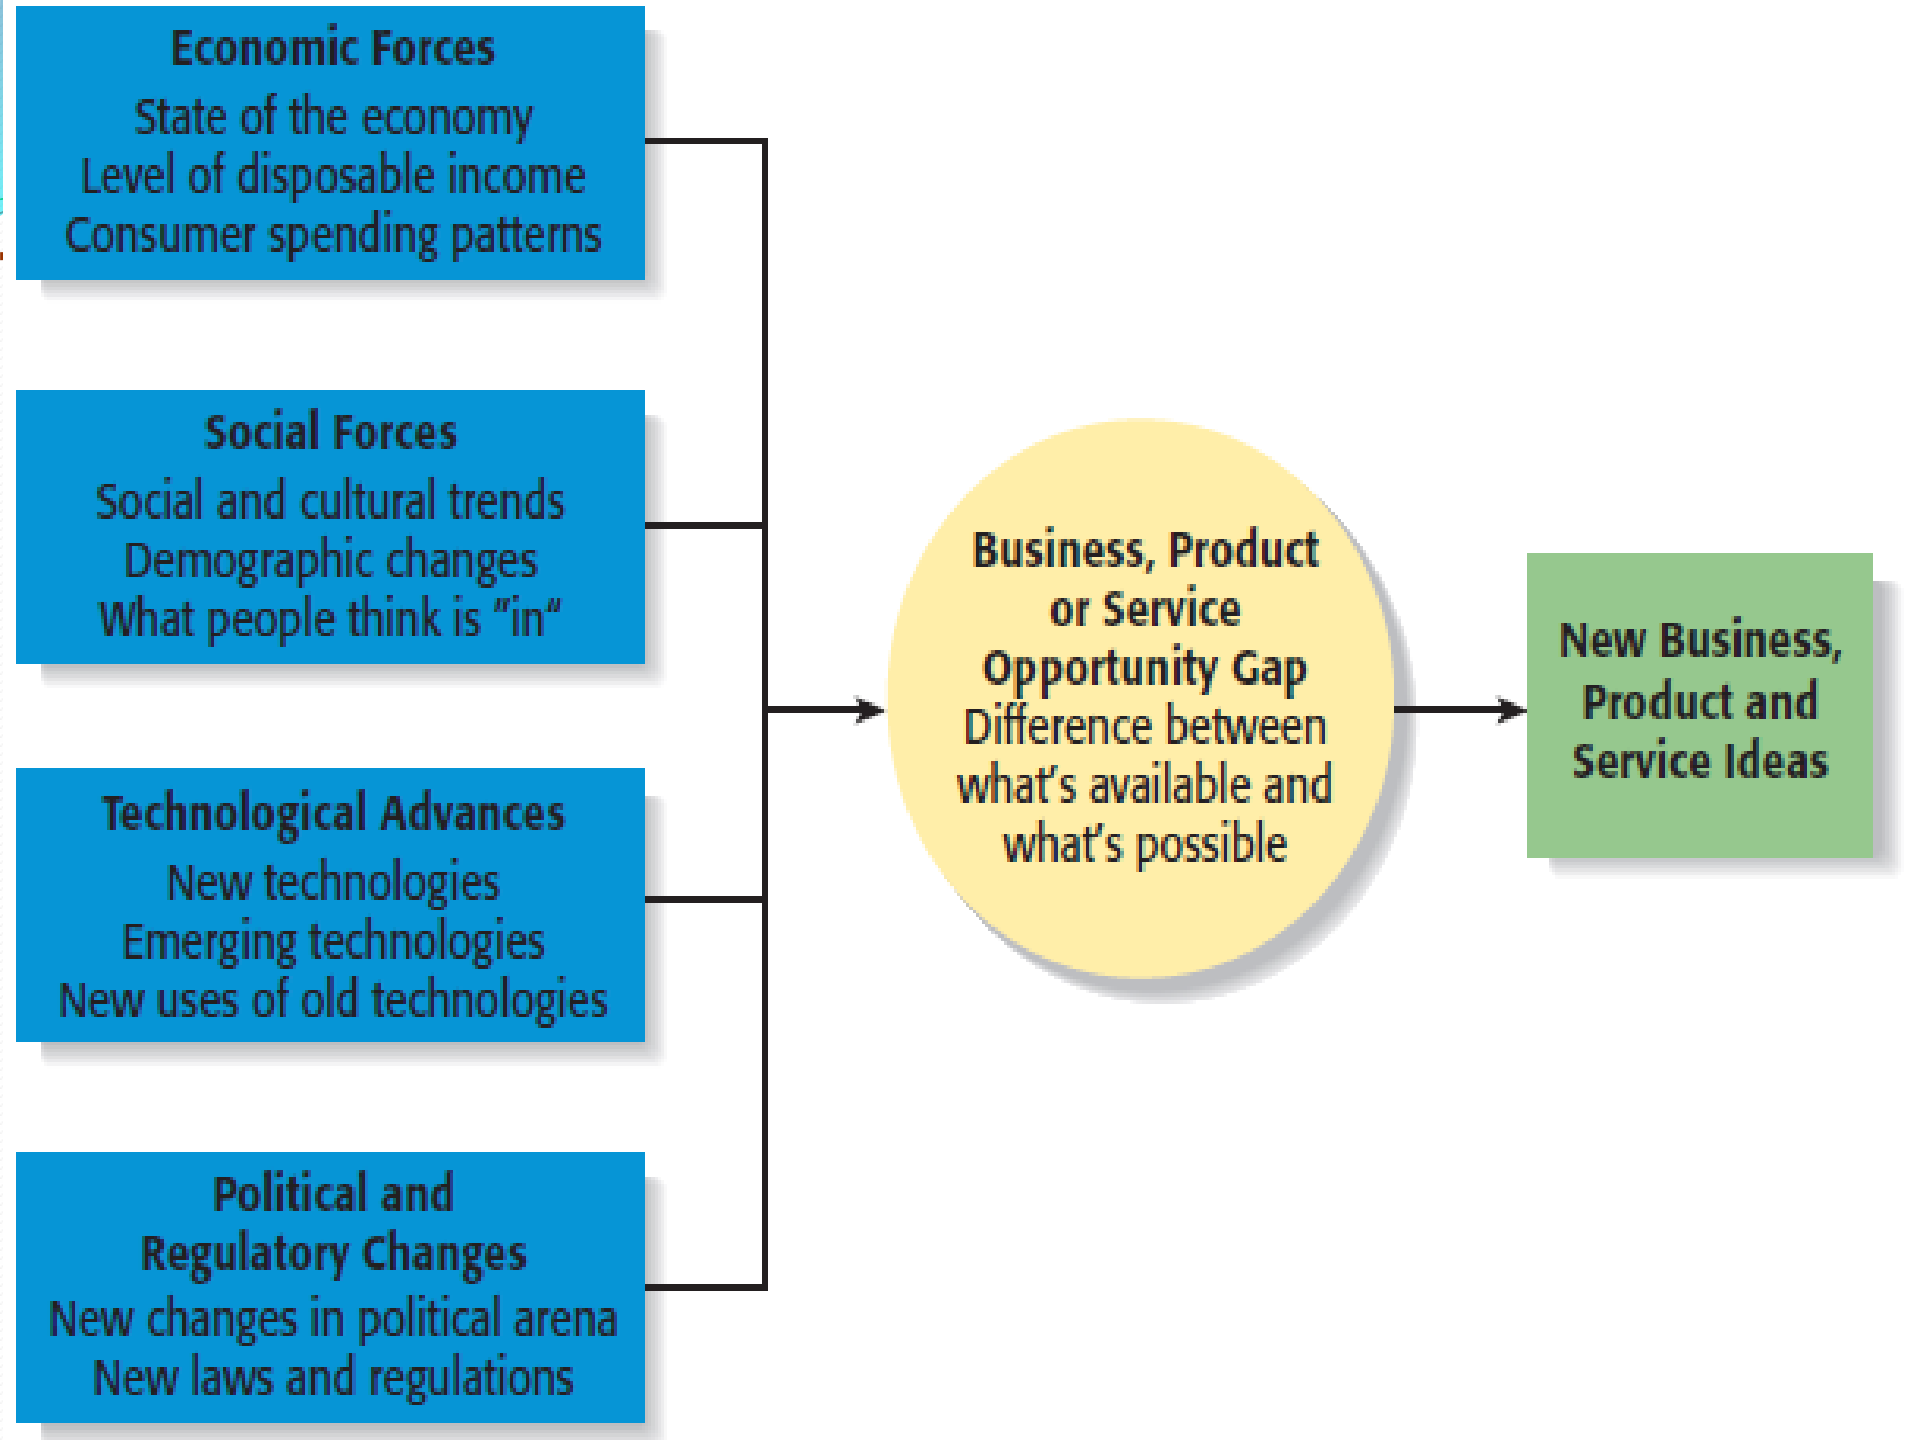 Economic Forces
State of the economy
Level of disposable income
Consumer spending patterns
Social Forces
Social and cultural trends
Demographic changes
What people think is "in"
Technological Advances
New technologies
Emerging technologies
New uses of old technologies
Political and
Regulatory Changes
New changes in political arena
New laws and regulations
Business, Product
or Service
Opportunity Gap
Difference between
what's available and
what's possible
New Business,
Product and
Service Ideas